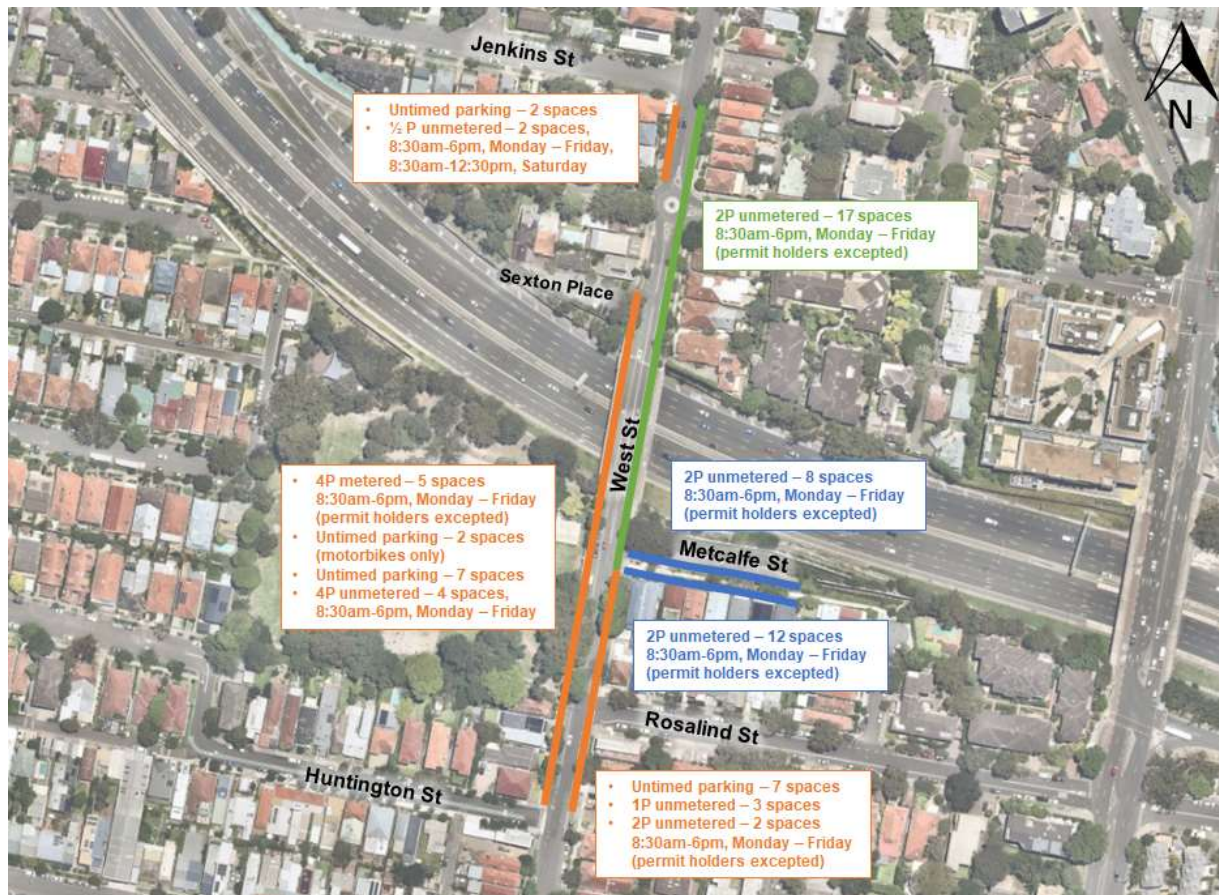 Jenkins St
N
• Untimed parking – 2 spaces
• ½ P unmetered – 2 spaces,
8:30am-6pm, Monday – Friday,
8:30am-12:30pm, Saturday
2P unmetered – 17 spaces
8:30am-6pm, Monday – Friday
(permit holders excepted)
Sexton Place
West St
• 4P metered – 5 spaces
8:30am-6pm, Monday – Friday
(permit holders excepted)
• Untimed parking – 2 spaces
(motorbikes only)
• Untimed parking – 7 spaces
• 4P unmetered – 4 spaces,
8:30am-6pm, Monday – Friday
2P unmetered – 8 spaces
8:30am-6pm, Monday – Friday
(permit holders excepted)
Metcalfe St
2P unmetered – 12 spaces
8:30am-6pm, Monday – Friday
(permit holders excepted)
Rosalind St
Huntington St
• Untimed parking – 7 spaces
• 1P unmetered – 3 spaces
• 2P unmetered – 2 spaces
8:30am-6pm, Monday – Friday
(permit holders excepted)